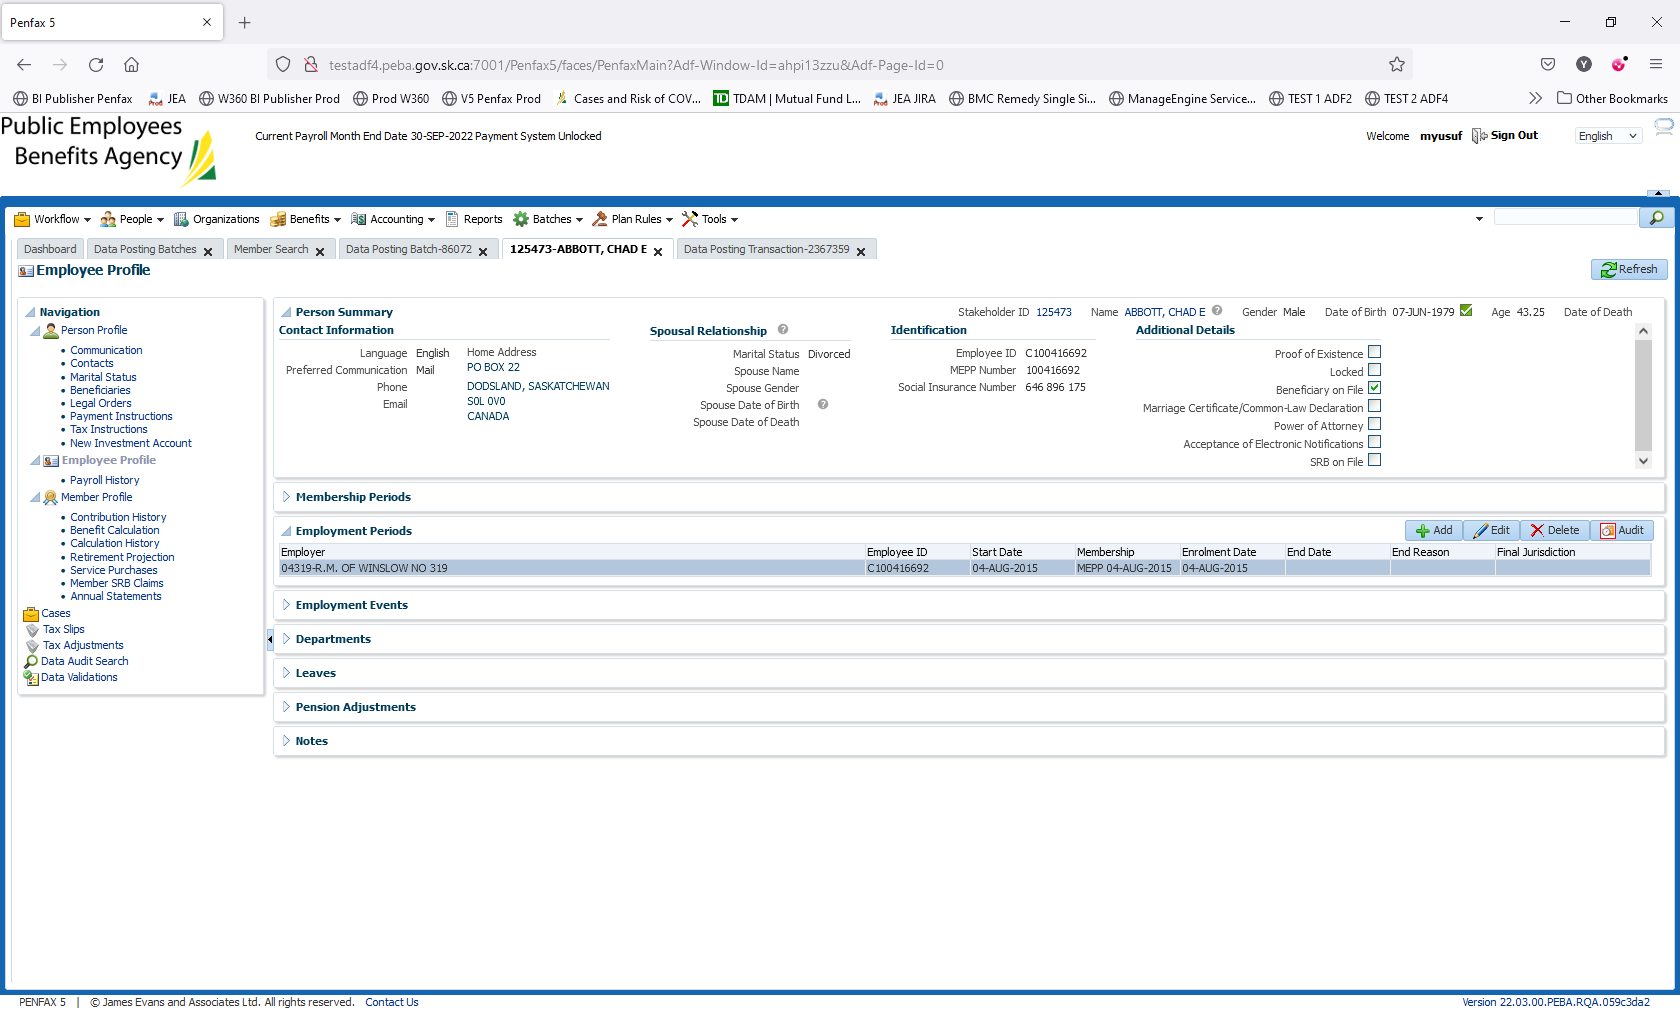 Penfax 5
testadf4.peba.gov.sk.ca:7001/Penfax5/faces/PenfaxMain?Adf-Window-Id=ahpi13zzu&Adf-Page-Id=0
Y
BI Publisher Penfax JEA W360 BI Publisher Prod Prod W360 V5 Penfax Prod Cases and Risk of COV... TD TDAM | Mutual Fund L... JEA JIRA BMC Remedy Single Si... ManageEngine Service... TEST 1 ADF2 TEST 2 ADF4 Other Bookmarks
Public Employees
Benefits Agency
Current Payroll Month End Date 30-SEP-2022 Payment System Unlocked
Welcome myusuf Sign Out English
Workflow People Organizations Benefits Accounting Reports Batches Plan Rules Tools
Dashboard Data Posting Batches Member Search Data Posting Batch-86072 125473-ABBOTT, CHAD E Data Posting Transaction-2367359
Employee Profile
Refresh
Navigation
Person Profile
Communication
Contacts
Marital Status
Beneficiaries
Legal Orders
Payment Instructions
Tax Instructions
New Investment Account
Employee Profile
Payroll History
Member Profile
Contribution History
Benefit Calculation
Calculation History
Retirement Projection
Service Purchases
Member SRB Claims
Annual Statements
Cases
Tax Slips
Tax Adjustments
Data Audit Search
Data Validations
Person Summary
Stakeholder ID 125473 Name ABBOTT, CHAD E Gender Male Date of Birth 07-JUN-1979 Age 43.25 Date of Death
Contact Information
Language English
Preferred Communication Mail
Phone
Email
Home Address
PO BOX 22
DODSLAND, SASKATCHEWAN
S0L 0V0
CANADA
Spousal Relationship
Marital Status Divorced
Spouse Name
Spouse Gender
Spouse Date of Birth
Spouse Date of Death
Identification
Employee ID C100416692
MEPP Number 100416692
Social Insurance Number 646 896 175
Additional Details
Proof of Existence
Locked
Beneficiary on File
Marriage Certificate/Common-Law Declaration
Power of Attorney
Acceptance of Electronic Notifications
SRB on File
Membership Periods
Employment Periods
Add Edit Delete Audit
Employer Employee ID Start Date Membership Enrolment Date End Date End Reason Final Jurisdiction
04319-R.M. OF WINSLOW NO 319 C100416692 04-AUG-2015 MEPP 04-AUG-2015 04-AUG-2015
Employment Events
Departments
Leaves
Pension Adjustments
Notes
PENFAX 5 | © James Evans and Associates Ltd. All rights reserved. Contact Us
Version 22.03.00.PEBA.RQA.059c3da2